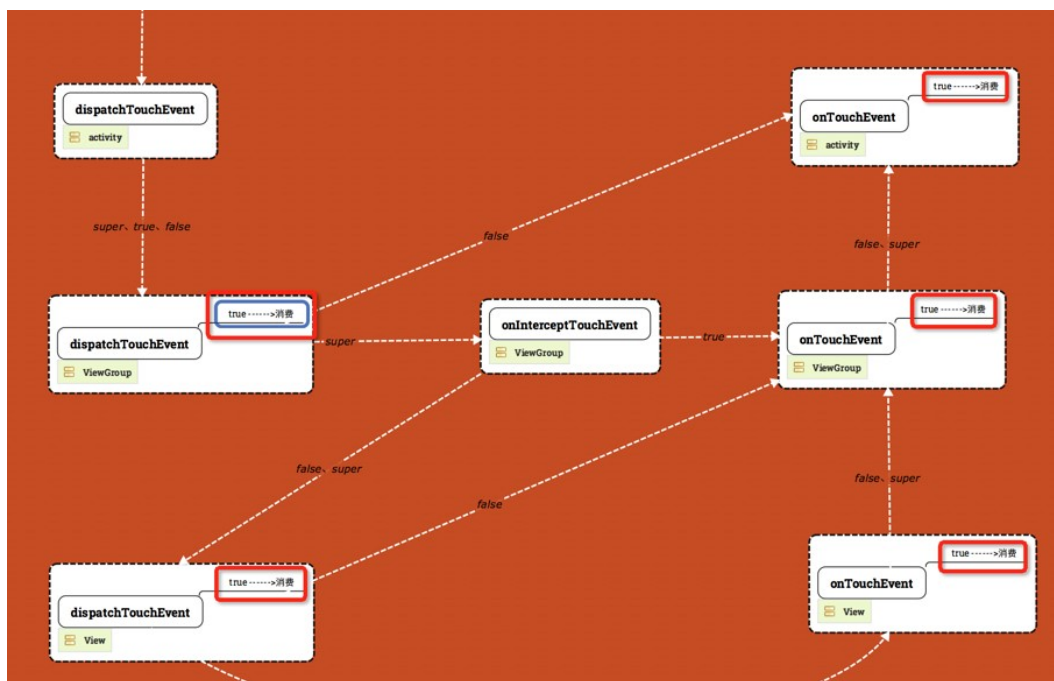 true ------>消费
dispatchTouchEvent
onTouchEvent
activity
activity
super、true、false
false
false、super
true ------>消费
true ------>消费
onInterceptTouchEvent
dispatchTouchEvent
super
true
onTouchEvent
ViewGroup
ViewGroup
ViewGroup
false、super
false
false、super
true ------>消费
true ------>消费
dispatchTouchEvent
onTouchEvent
View
View